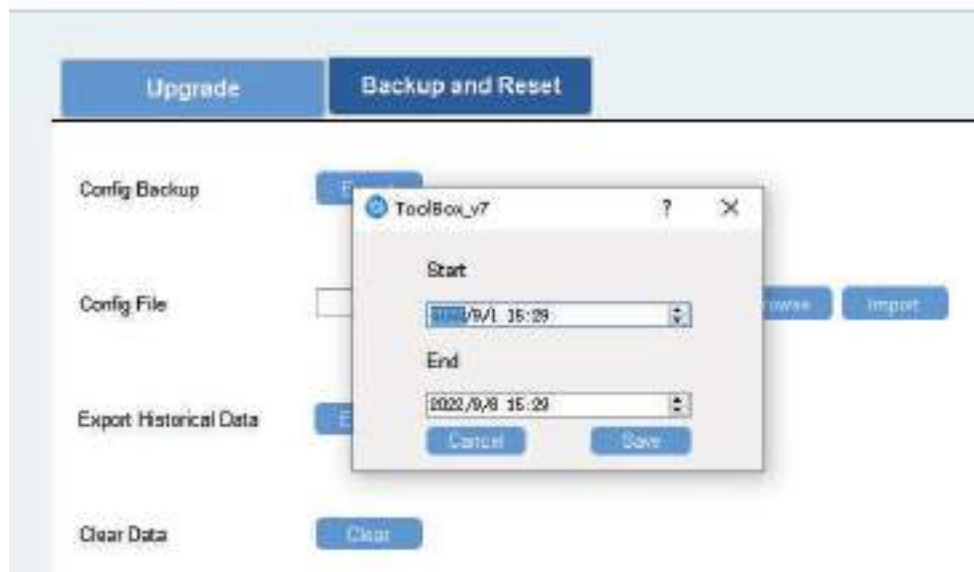 Upgrade
Backup and Reset
Config Backup
ToolBox_v7
?
Start
Config File
/9/1 15:29
Import
End
2022/9/8 15:29
Export Historical Data
Cancel
Save
Clear Data
Clear